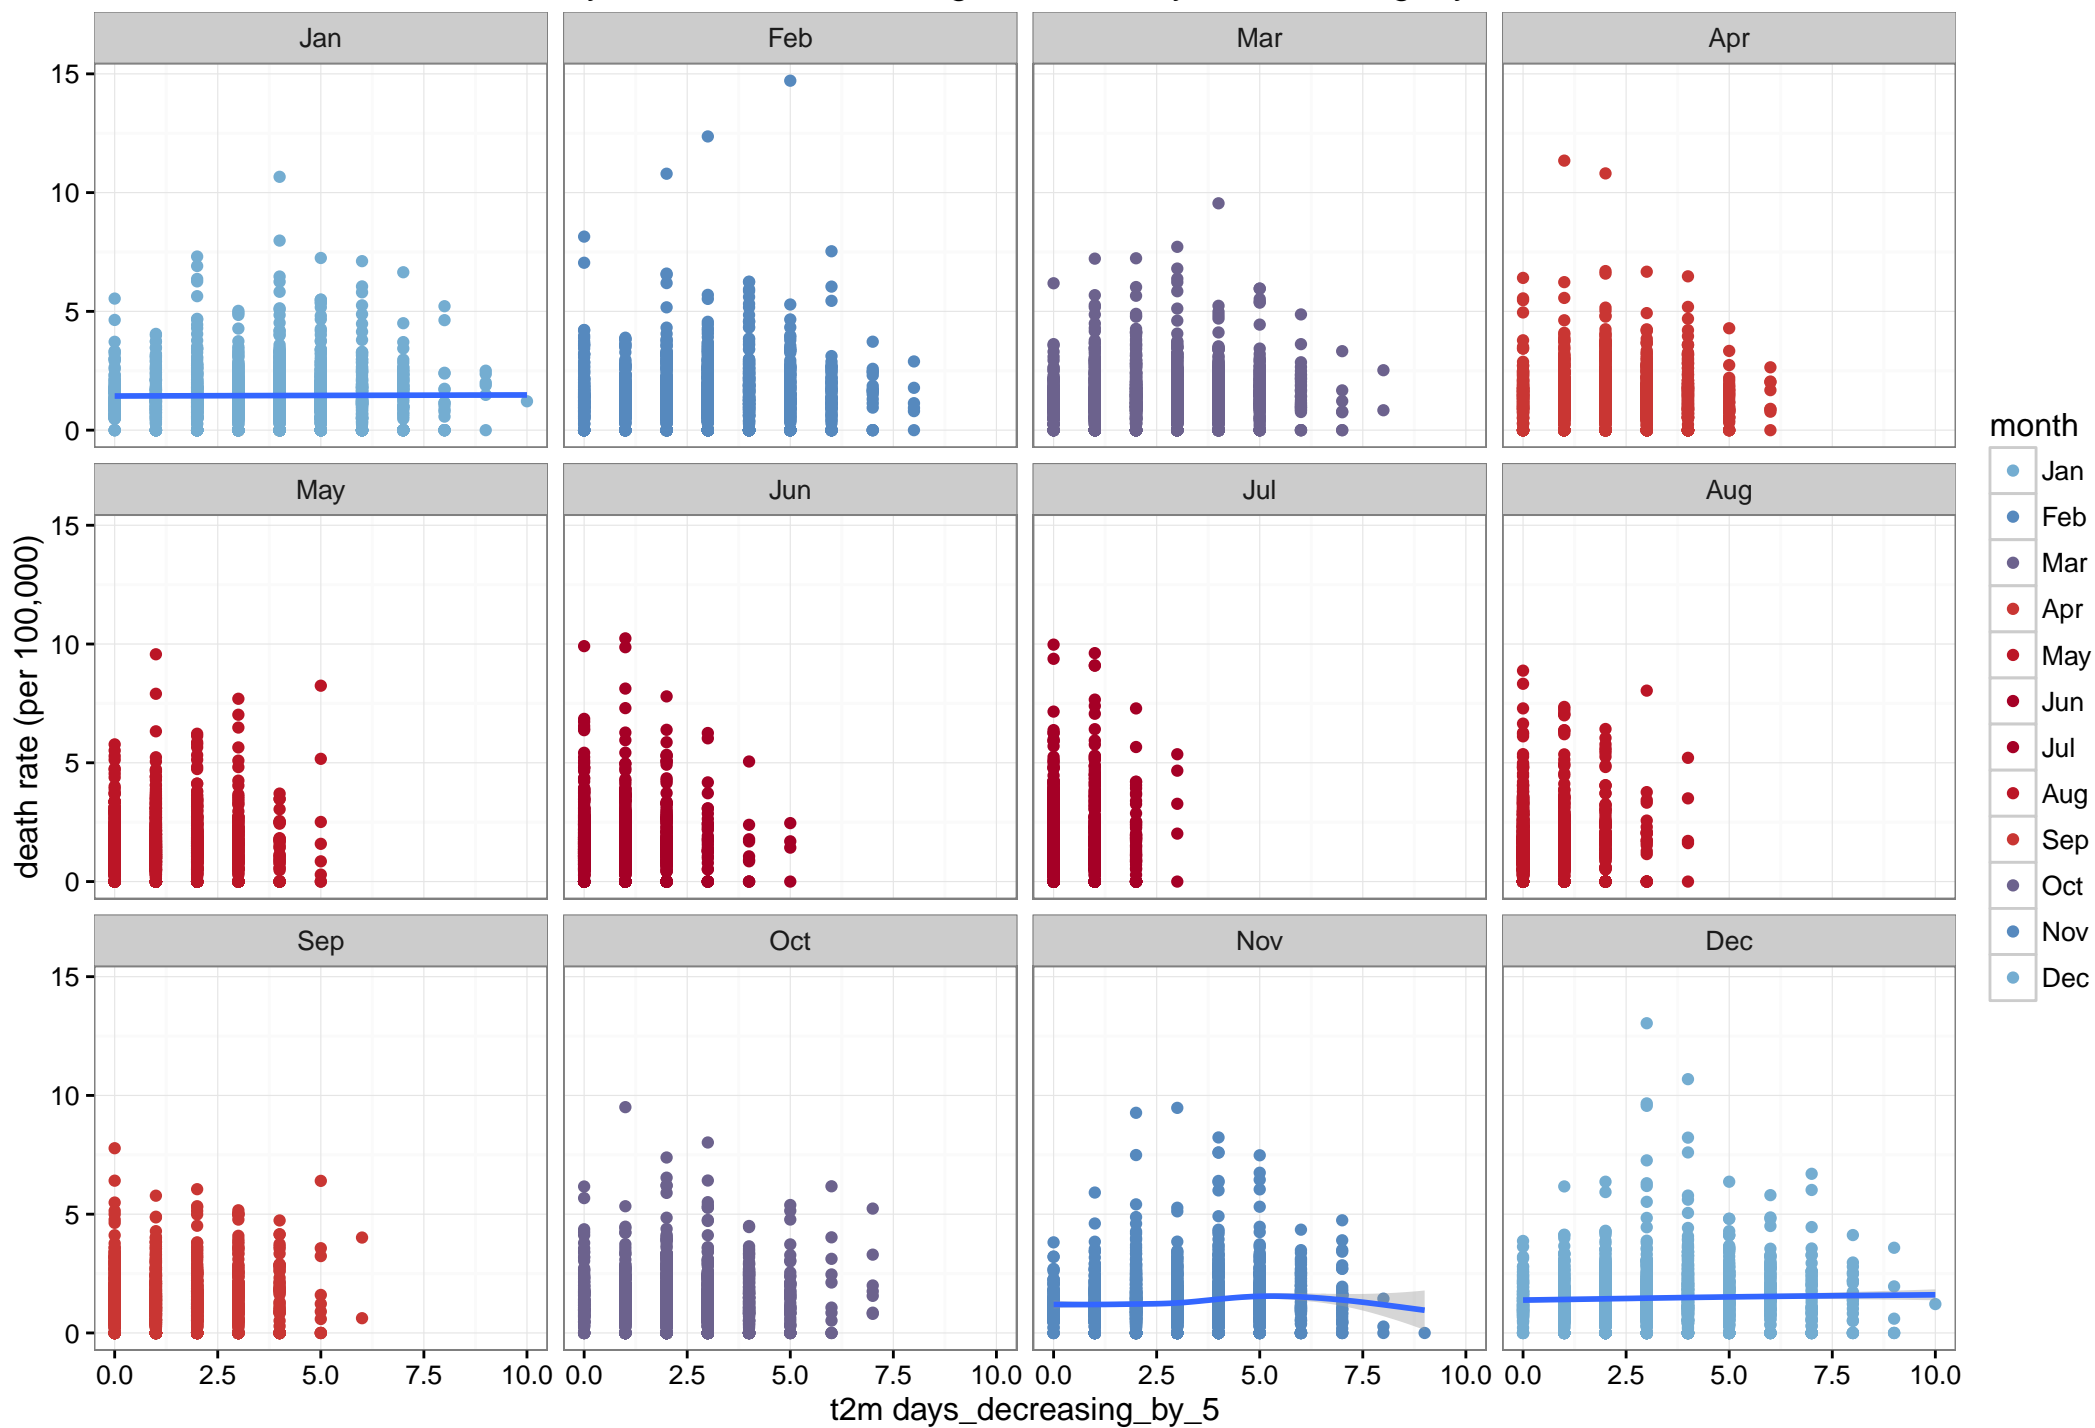 Jan Feb Mar Apr
15
10
5
0
May Jun Jul Aug
15
10
5
0
Sep Oct Nov Dec
15
10
5
0
0.0 2.5 5.0 7.5 10.0 0.0 2.5 5.0 7.5 10.0 0.0 2.5 5.0 7.5 10.0 0.0 2.5 5.0 7.5 10.0
t2m days_decreasing_by_5
death rate (per 100,000)
month
Jan
Feb
Mar
Apr
May
Jun
Jul
Aug
Sep
Oct
Nov
Dec